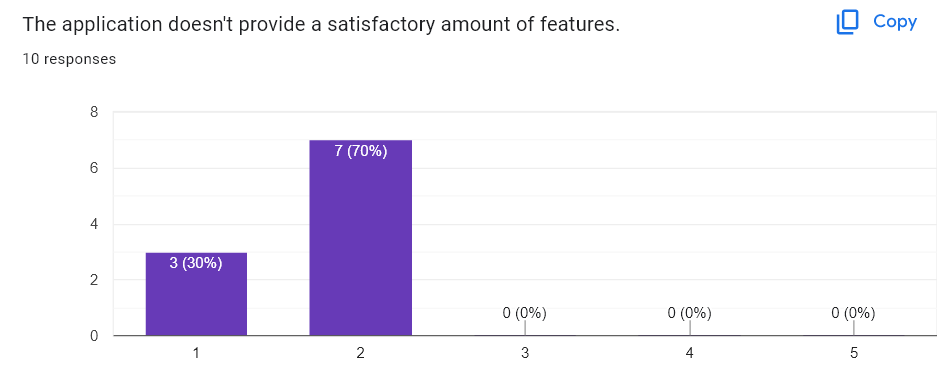 The application doesn't provide a satisfactory amount of features.
Copy
10 responses
8
7 (70%)
6
4
3 (30%)
2
0 (0%) 0 (0%) 0 (0%)
0
1 2 3 4 5